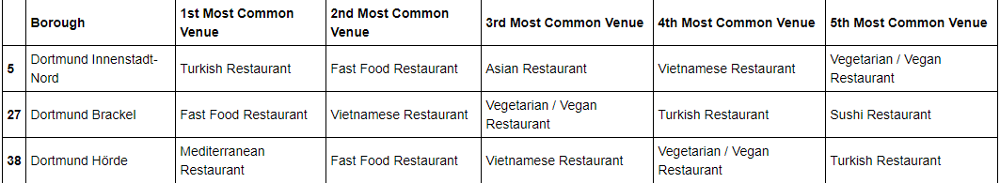 Borough 1st Most Common Venue 2nd Most Common Venue 3rd Most Common Venue 4th Most Common Venue 5th Most Common Venue
5 Dortmund Innenstadt-Nord Turkish Restaurant Fast Food Restaurant Asian Restaurant Vietnamese Restaurant Vegetarian / Vegan Restaurant
27 Dortmund Brackel Fast Food Restaurant Vietnamese Restaurant Vegetarian / Vegan Restaurant Turkish Restaurant Sushi Restaurant
38 Dortmund Hörde Mediterranean Restaurant Fast Food Restaurant Vietnamese Restaurant Vegetarian / Vegan Restaurant Turkish Restaurant